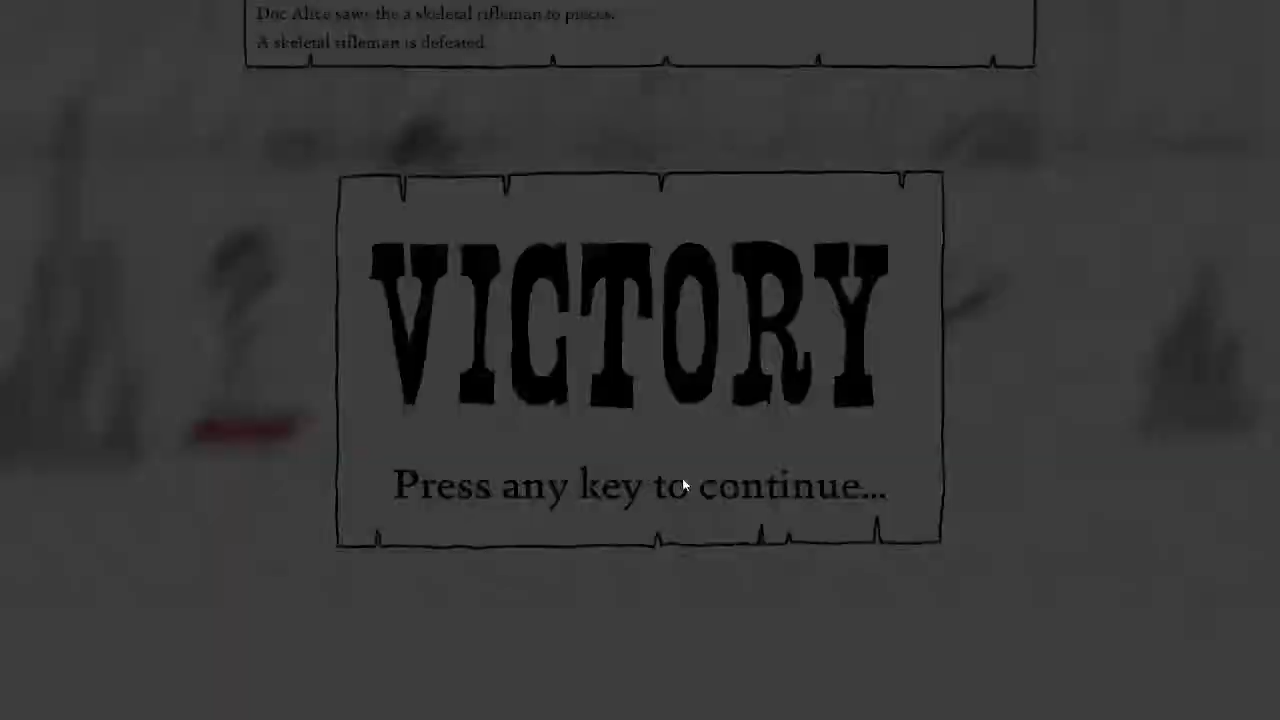 Doc Alice saws the a skeletal rifleman to pieces.
A skeletal rifleman is defeated.
VICTORY
Press any key to continue...